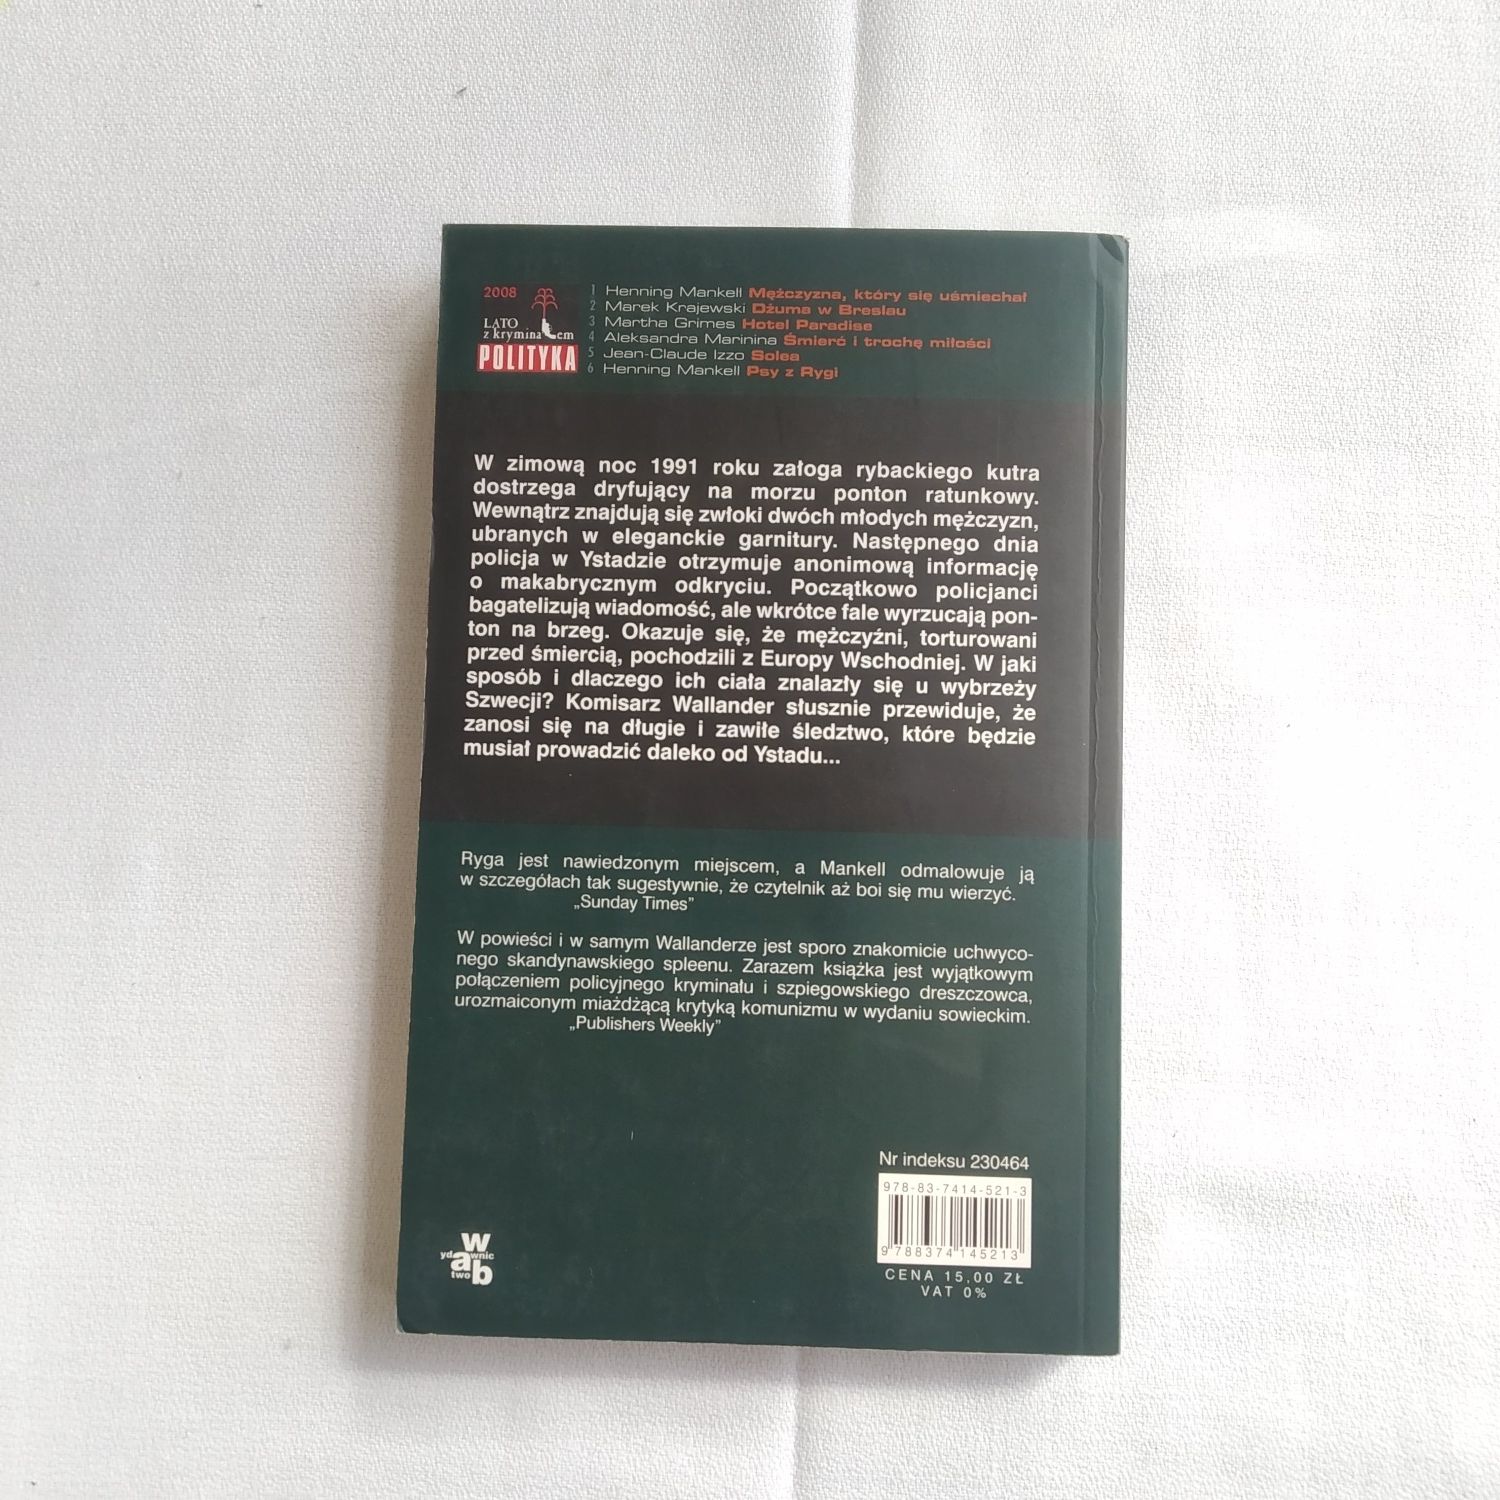 2008
LATO
z kryminałem
POLITYKA
1 Henning Mankell Mężczyzna, który się uśmiechał
2 Marek Krajewski Dżuma w Breslau
3 Martha Grimes Hotel Paradise
4 Aleksandra Marinina Śmierć i trochę miłości
5 Jean-Claude Izzo Solea
6 Henning Mankell Psy z Rygi
W zimową noc 1991 roku załoga rybackiego kutra
dostrzega dryfujący na morzu ponton ratunkowy.
Wewnątrz znajdują się zwłoki dwóch młodych mężczyzn,
ubranych w eleganckie garnitury. Następnego dnia
policja w Ystadzie otrzymuje anonimową informację
o makabrycznym odkryciu. Początkowo policjanci
bagatelizują wiadomość, ale wkrótce fale wyrzucają pon-
ton na brzeg. Okazuje się, że mężczyźni, torturowani
przed śmiercią, pochodzili z Europy Wschodniej. W jaki
sposób i dlaczego ich ciała znalazły się u wybrzeży
Szwecji? Komisarz Wallander słusznie przewiduje, że
zanosi się na długie i zawiłe śledztwo, które będzie
musiał prowadzić daleko od Ystadu...
Ryga jest nawiedzonym miejscem, a Mankell odmalowuje ją
w szczegółach tak sugestywnie, że czytelnik aż boi się mu wierzyć.
„Sunday Times”
W powieści i w samym Wallanderze jest sporo znakomicie uchwyco-
nego skandynawskiego spleenu. Zarazem książka jest wyjątkowym
połączeniem policyjnego kryminału i szpiegowskiego dreszczowca,
urozmaiconym miażdżącą krytyką komunizmu w wydaniu sowieckim.
„Publishers Weekly”
Nr indeksu 230464
978-83-7414-521-3
9 788374 145213
CENA 15,00 ZŁ
VAT 0%
w
ydawnic
two b